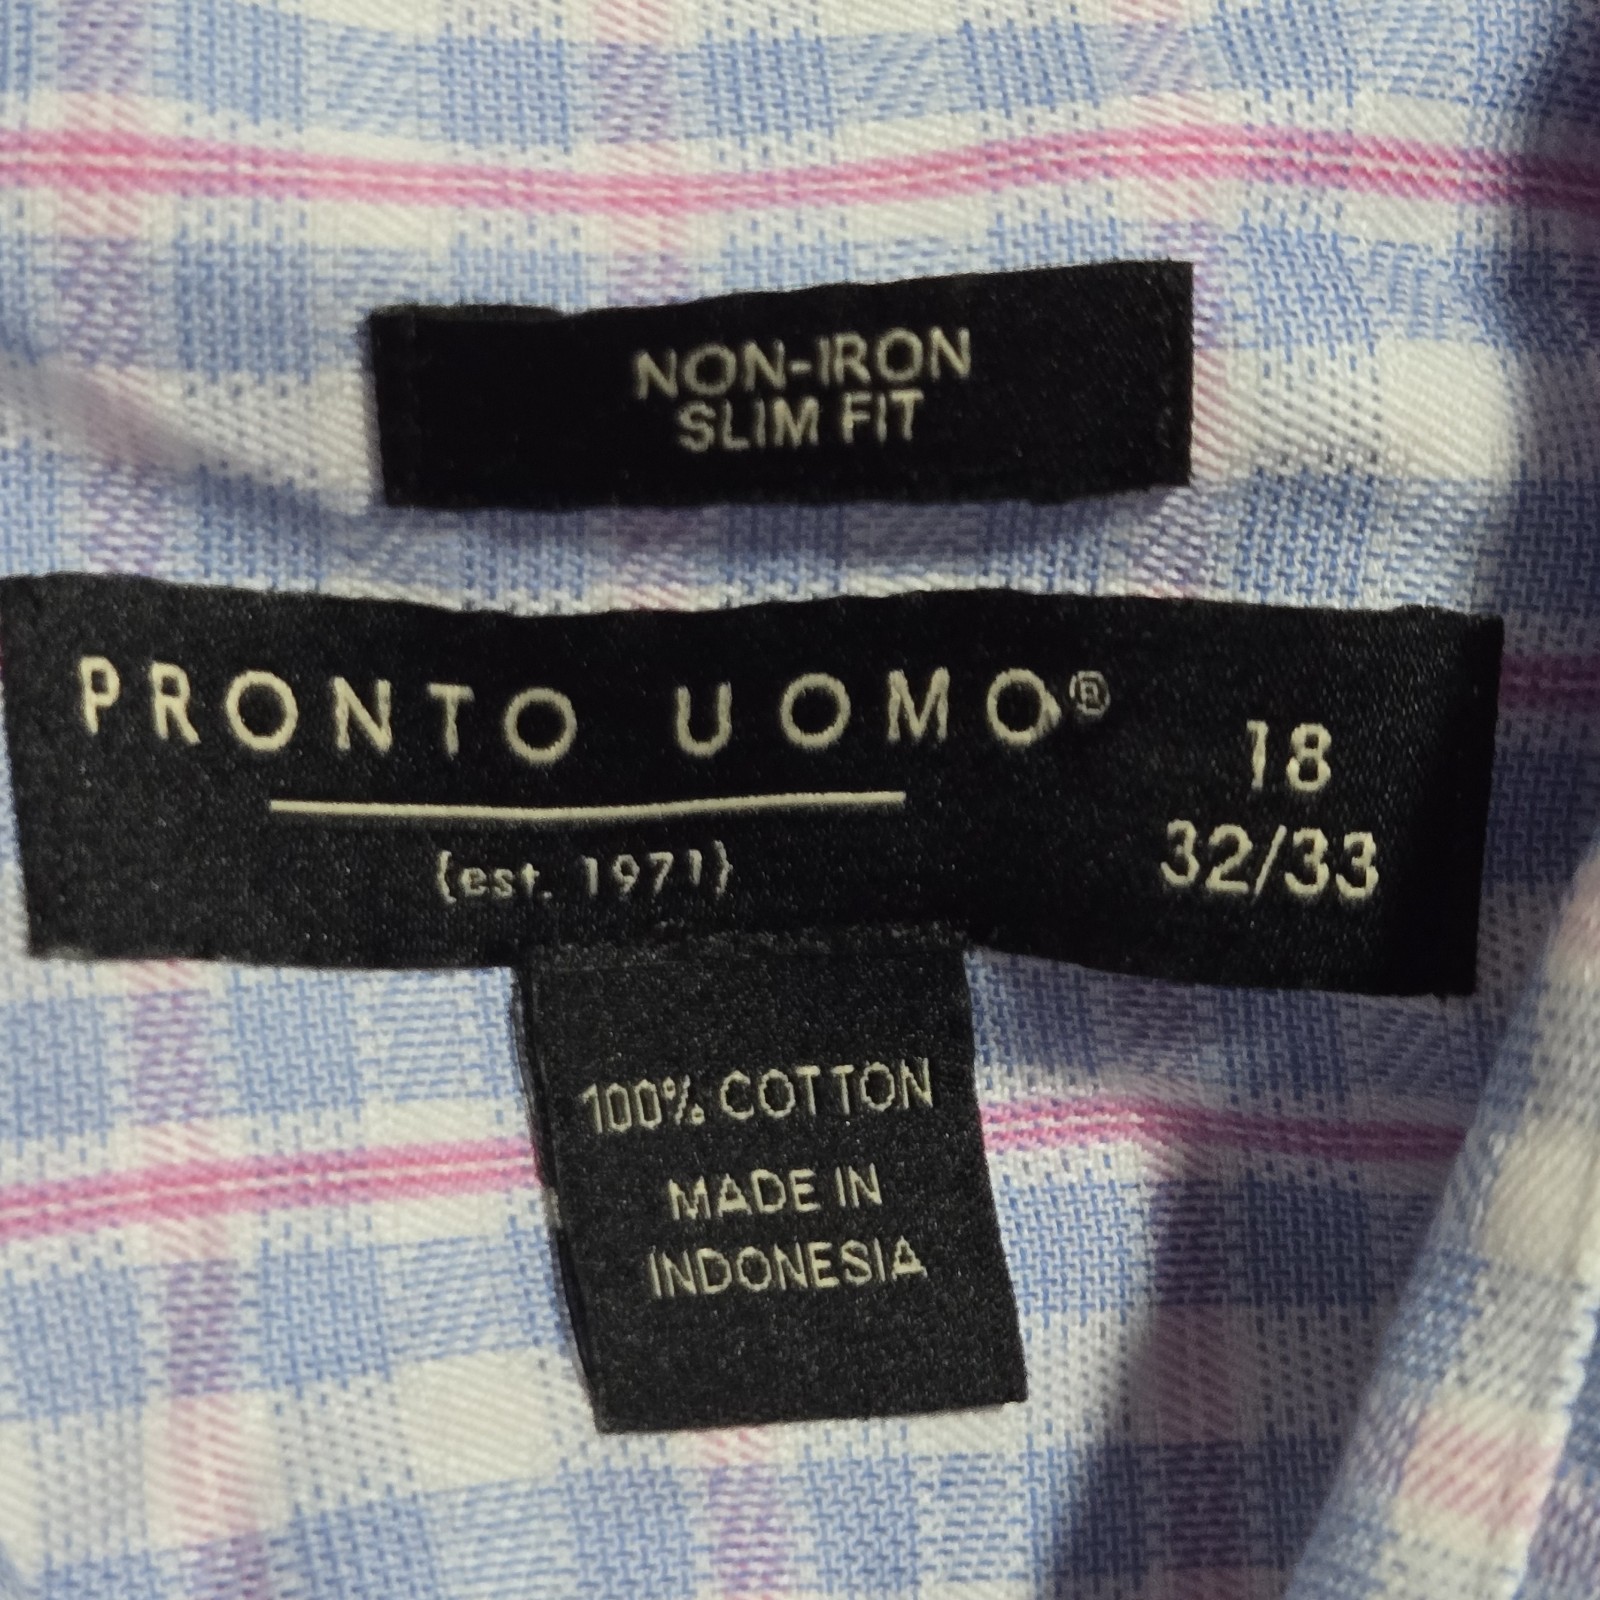 NON-IRON
SLIM FIT
PRONTO UOMO®
{est. 1971}
18
32/33
100% COTTON
MADE IN
INDONESIA